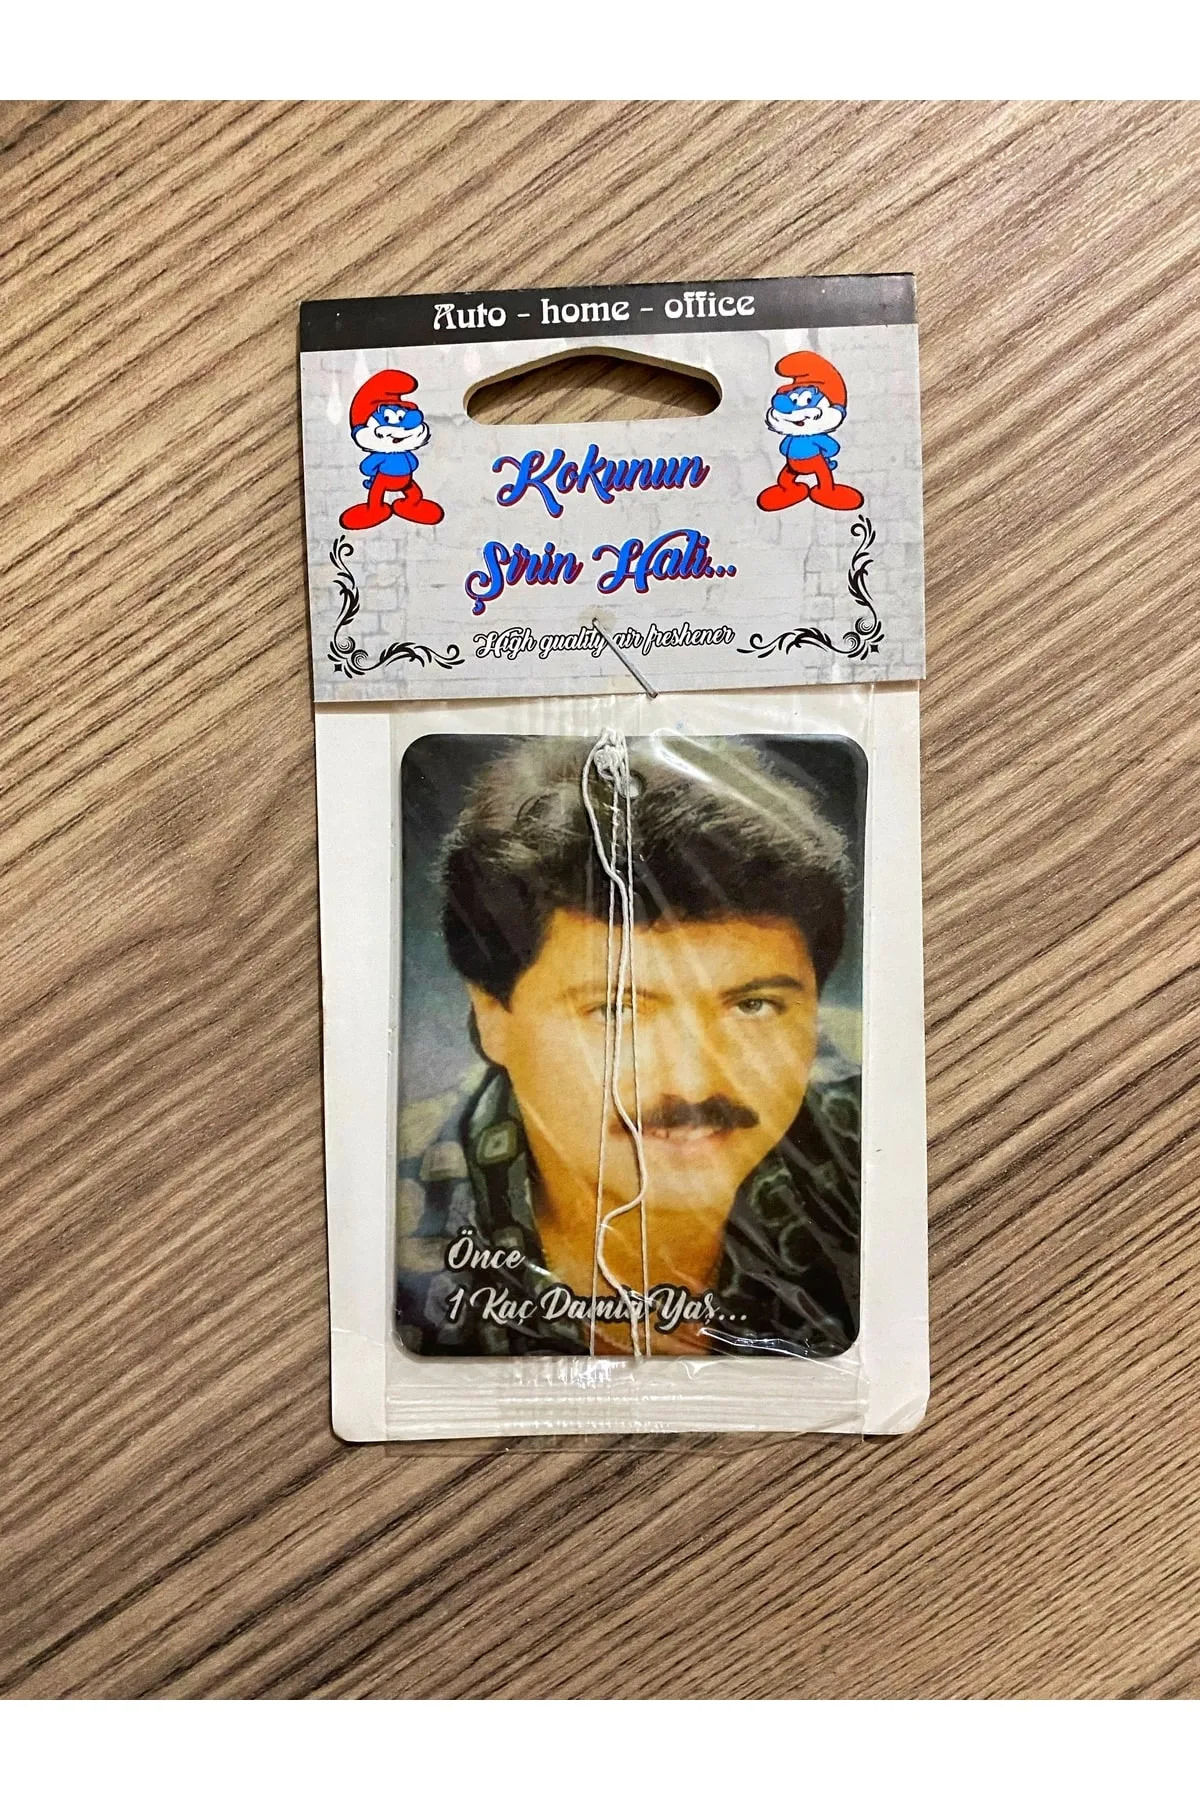 Auto - home - office
Kokunun
Şirin Hali...
High quality air freshener
Önce
1 Kaç Damla Yaş...